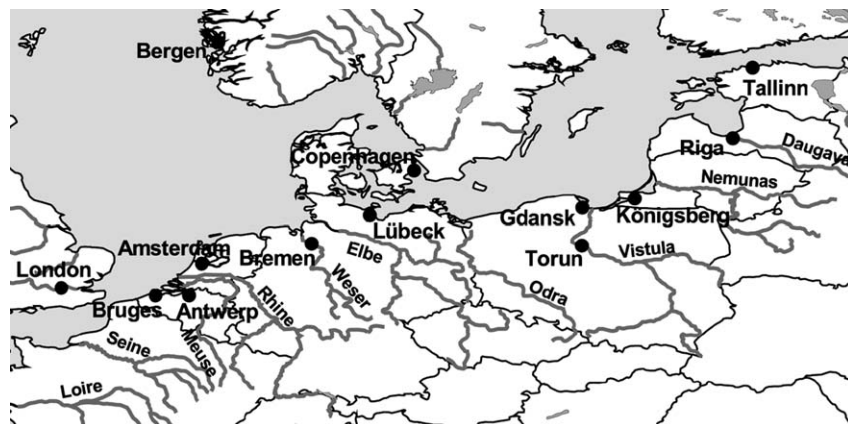 Bergen
Tallinn
Copenhagen
Riga
Daugava
Nemunas
Lübeck
Gdansk
Königsberg
Amsterdam
Bremen
Elbe
Torun
Vistula
London
Weser
Rhine
Odra
Bruges
Antwerp
Seine
Meuse
Loire